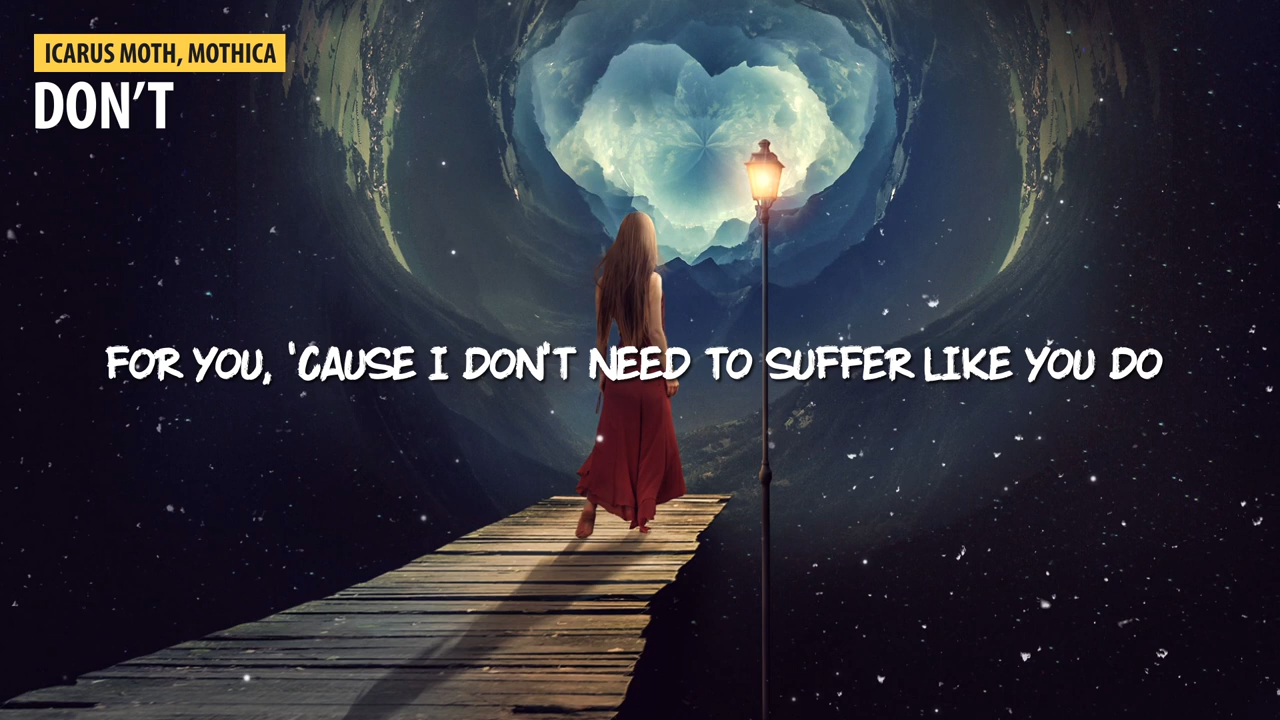 ICARUS MOTH, MOTHICA
DON’T
FOR YOU, ‘CAUSE I DON'T NEED TO SUFFER LIKE YOU DO